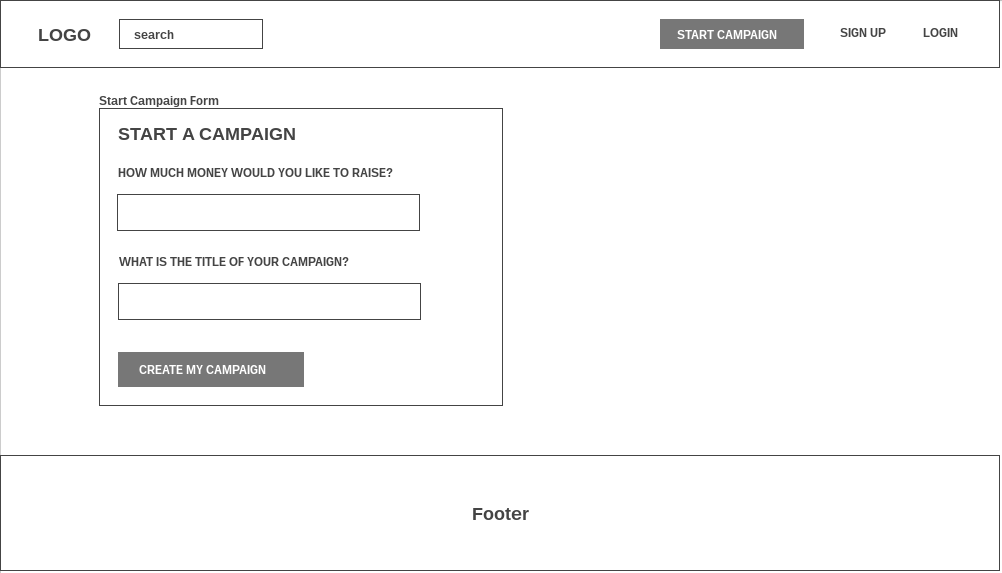 LOGO
search
START CAMPAIGN
SIGN UP
LOGIN
Start Campaign Form
START A CAMPAIGN
HOW MUCH MONEY WOULD YOU LIKE TO RAISE?
WHAT IS THE TITLE OF YOUR CAMPAIGN?
CREATE MY CAMPAIGN
Footer